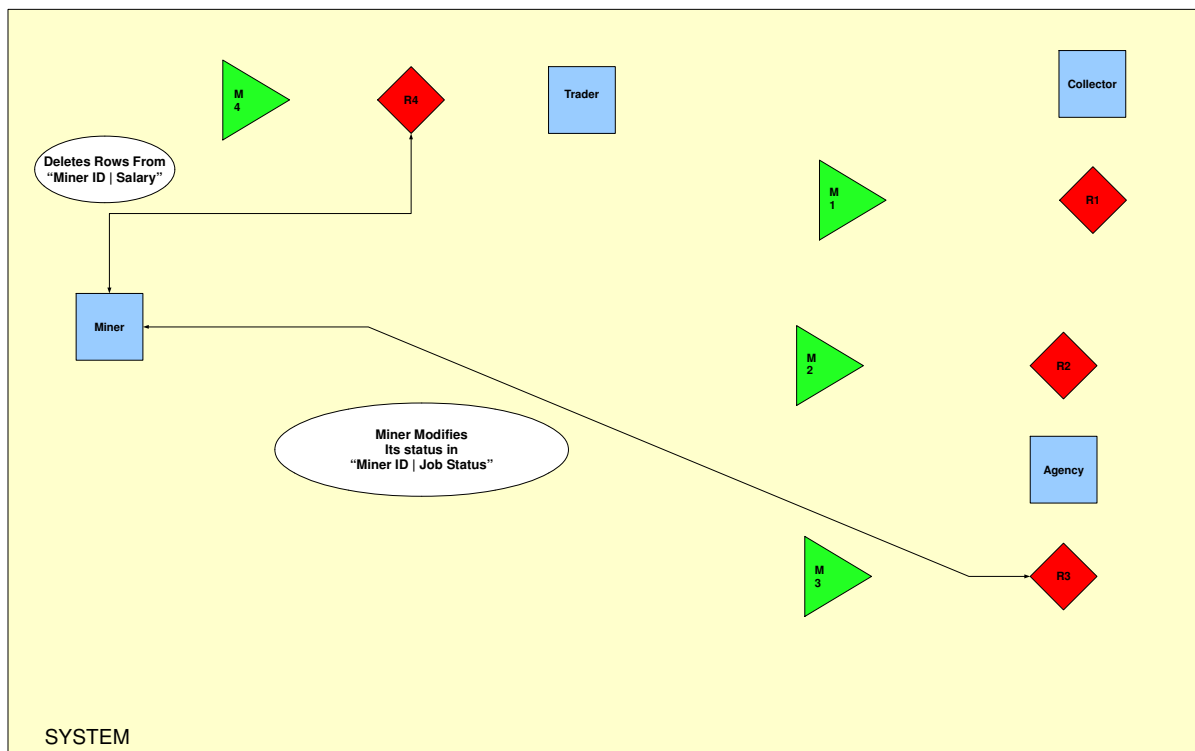 M
4
R4
Trader
Collector
Deletes Rows From
“Miner ID | Salary”
M
1
R1
Miner
M
2
R2
Miner Modifies
Its status in
“Miner ID | Job Status”
Agency
M
3
R3
SYSTEM